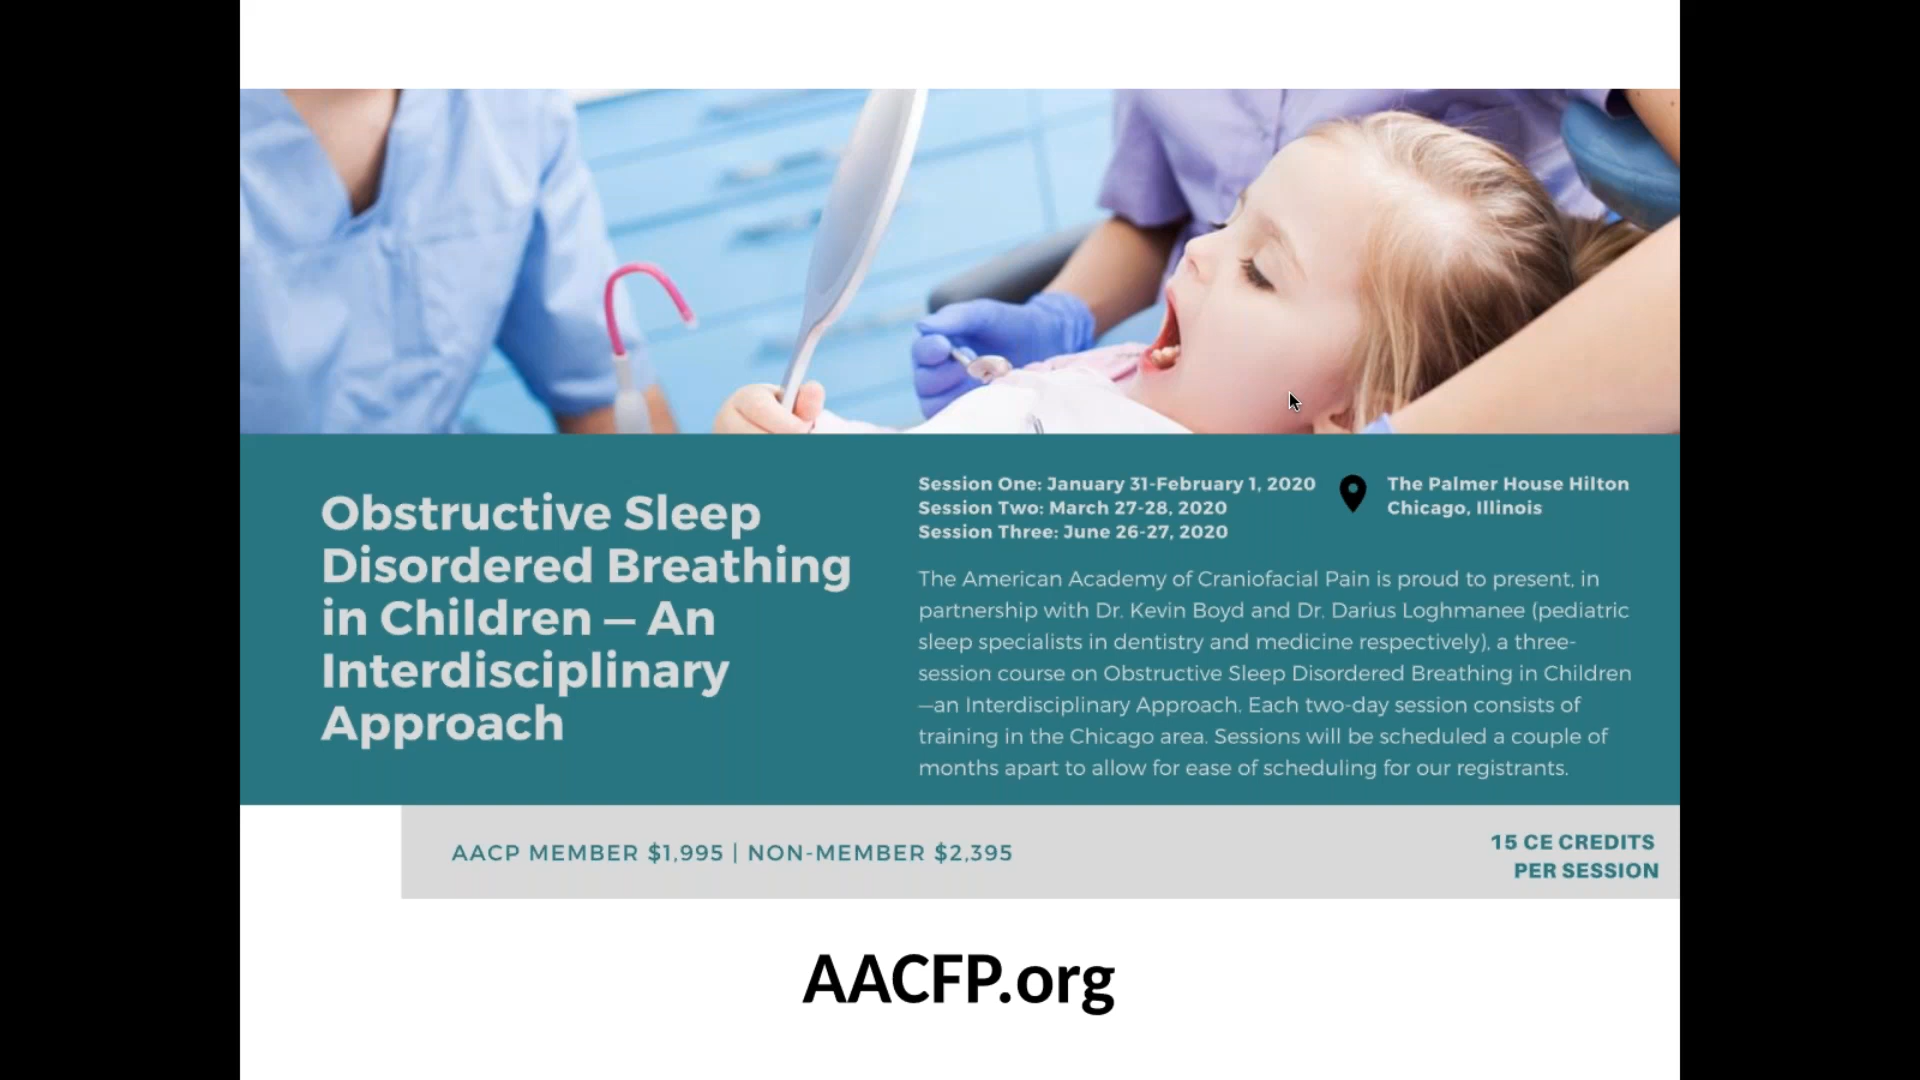 Obstructive Sleep
Disordered Breathing
in Children – An
Interdisciplinary
Approach
Session One: January 31-February 1, 2020
Session Two: March 27-28, 2020
Session Three: June 26-27, 2020
The Palmer House Hilton
Chicago, Illinois
The American Academy of Craniofacial Pain is proud to present, in
partnership with Dr. Kevin Boyd and Dr. Darius Loghmanee (pediatric
sleep specialists in dentistry and medicine respectively), a three-
session course on Obstructive Sleep Disordered Breathing in Children
—an Interdisciplinary Approach. Each two-day session consists of
training in the Chicago area. Sessions will be scheduled a couple of
months apart to allow for ease of scheduling for our registrants.
AACP MEMBER $1,995 | NON-MEMBER $2,395
15 CE CREDITS
PER SESSION
AACFP.org